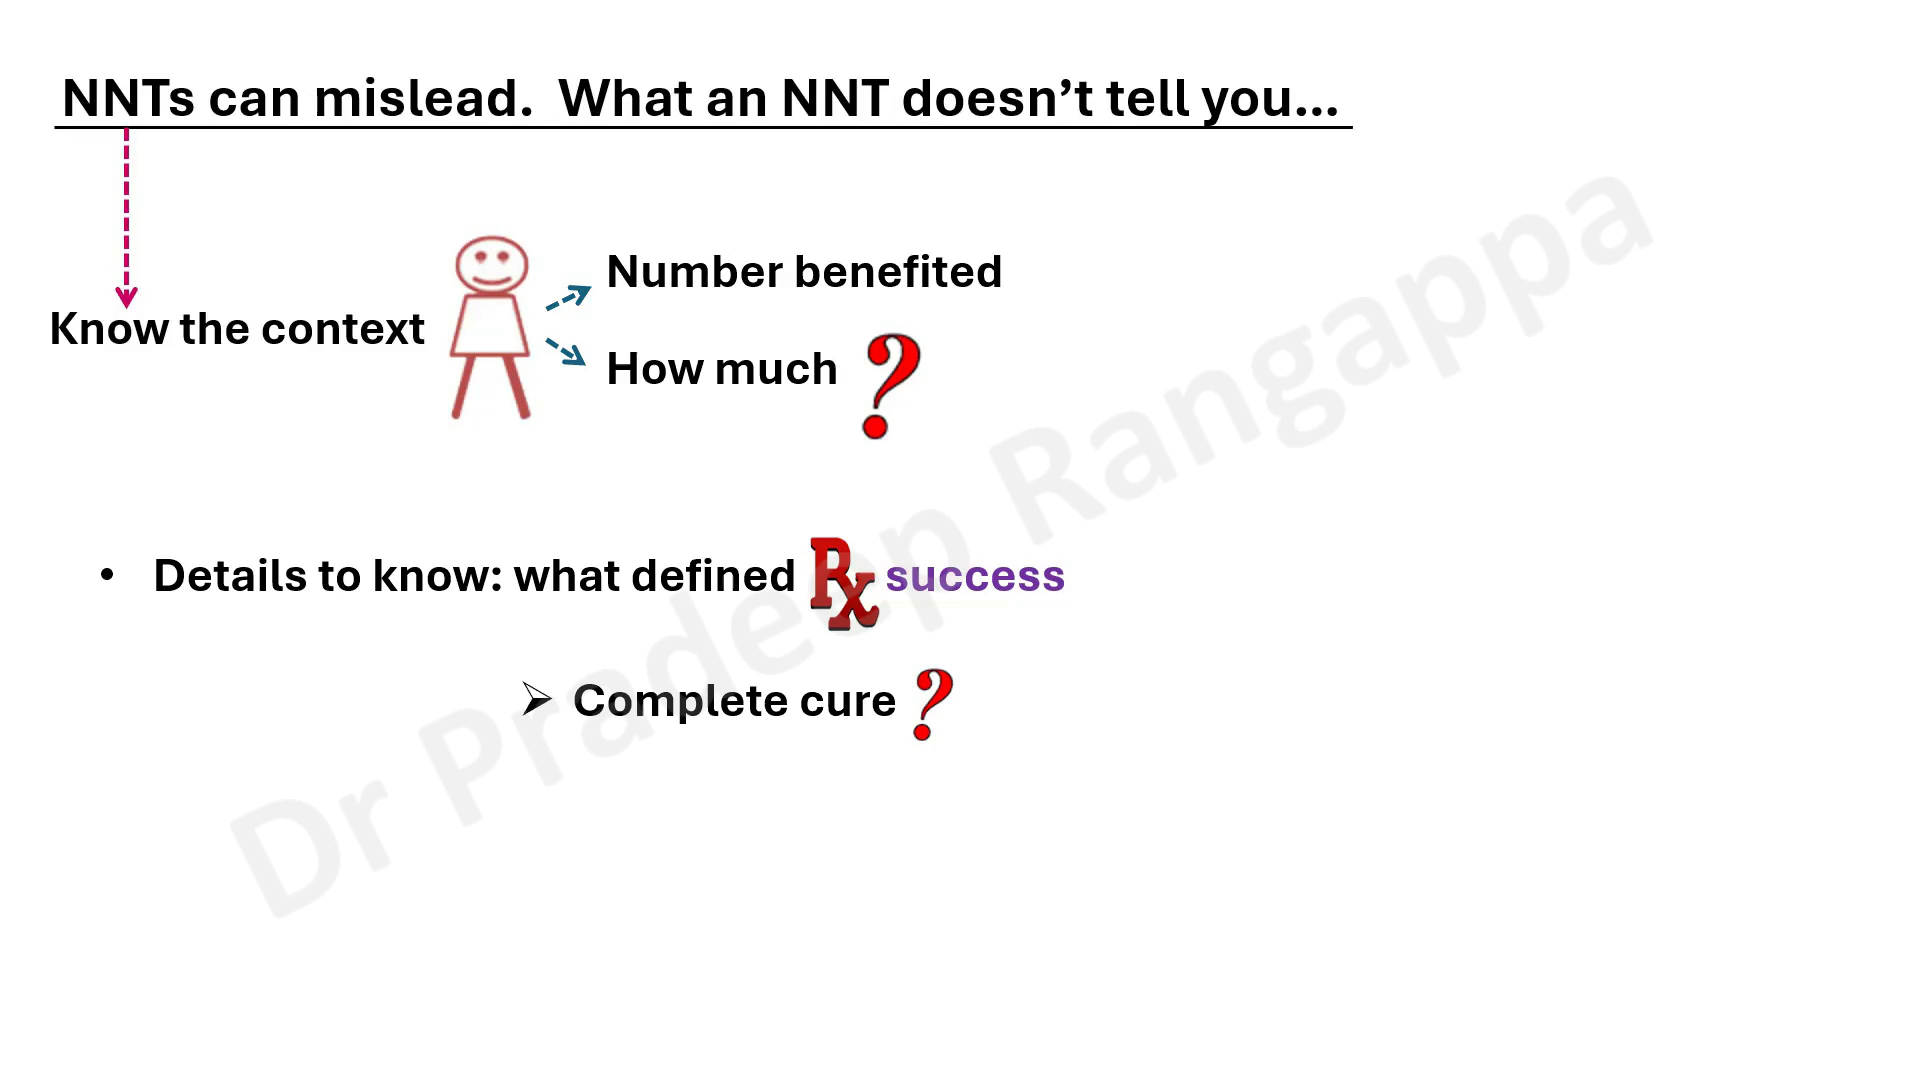 NNTs can mislead.  What an NNT doesn’t tell you...
Number benefited
Know the context
How much ?
• Details to know: what defined Rx success
➢ Complete cure ?
Dr Pradeep Rangappa